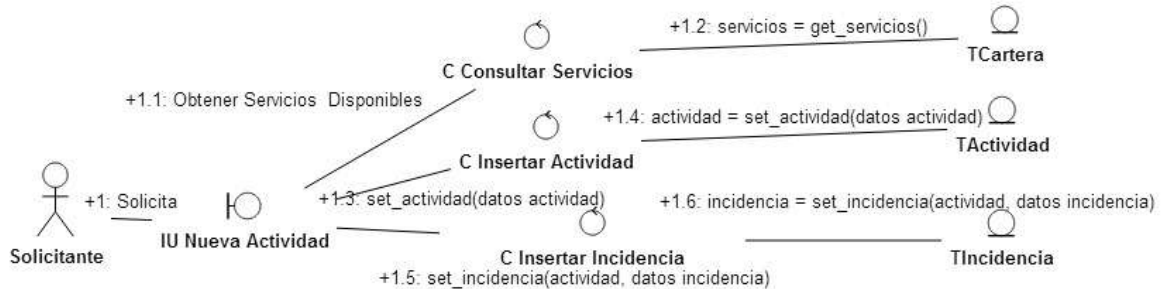 +1.2: servicios = get_servicios()
TCartera
C Consultar Servicios
+1.1: Obtener Servicios Disponibles
+1.4: actividad = set_actividad(datos actividad)
TActividad
C Insertar Actividad
+1: Solicita
+1.3: set_actividad(datos actividad)
+1.6: incidencia = set_incidencia(actividad, datos incidencia)
IU Nueva Actividad
Solicitante
C Insertar Incidencia
TIncidencia
+1.5: set_incidencia(actividad, datos incidencia)